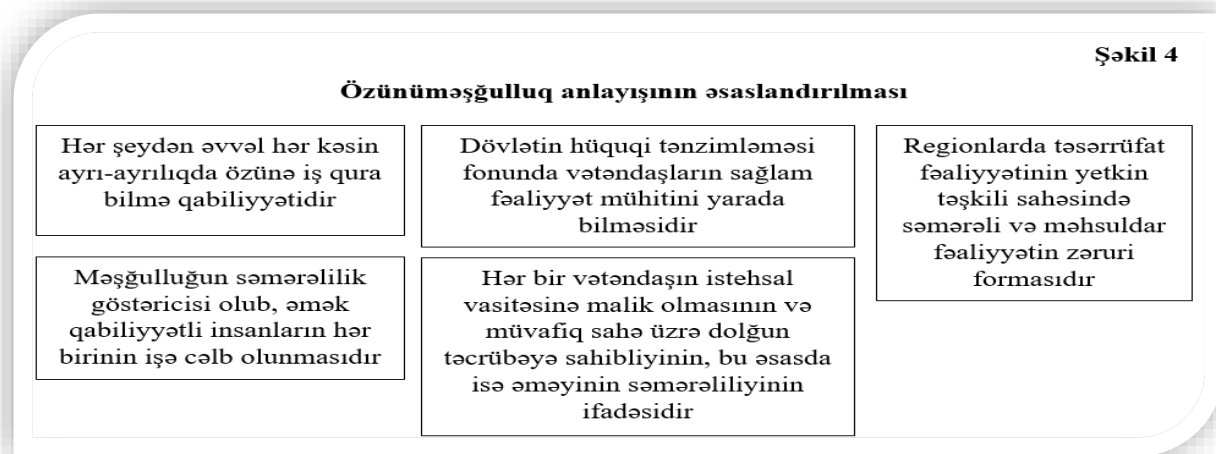 Şəkil 4
Özünüməşğulluq anlayışının əsaslandırılması
Hər şeydən əvvəl hər kəsin
ayrı-ayrılıqda özünə iş qura
bilmə qabiliyyətidir
Məşğulluğun səmərəlilik
göstəricisi olub, əmək
qabiliyyətli insanların hər
birinin işə cəlb olunmasıdır
Dövlətin hüquqi tənzimləməsi
fonunda vətəndaşların sağlam
fəaliyyət mühitini yarada
bilməsidir
Hər bir vətəndaşın istehsal
vasitəsinə malik olmasının və
müvafiq sahə üzrə dolğun
təcrübəyə sahibliyinin, bu əsasda
isə əməyinin səmərəliliyinin
ifadəsidir
Regionlarda təsərrüfat
fəaliyyətinin yetkin
təşkili sahəsində
səmərəli və məhsuldar
fəaliyyətin zəruri
formasıdır